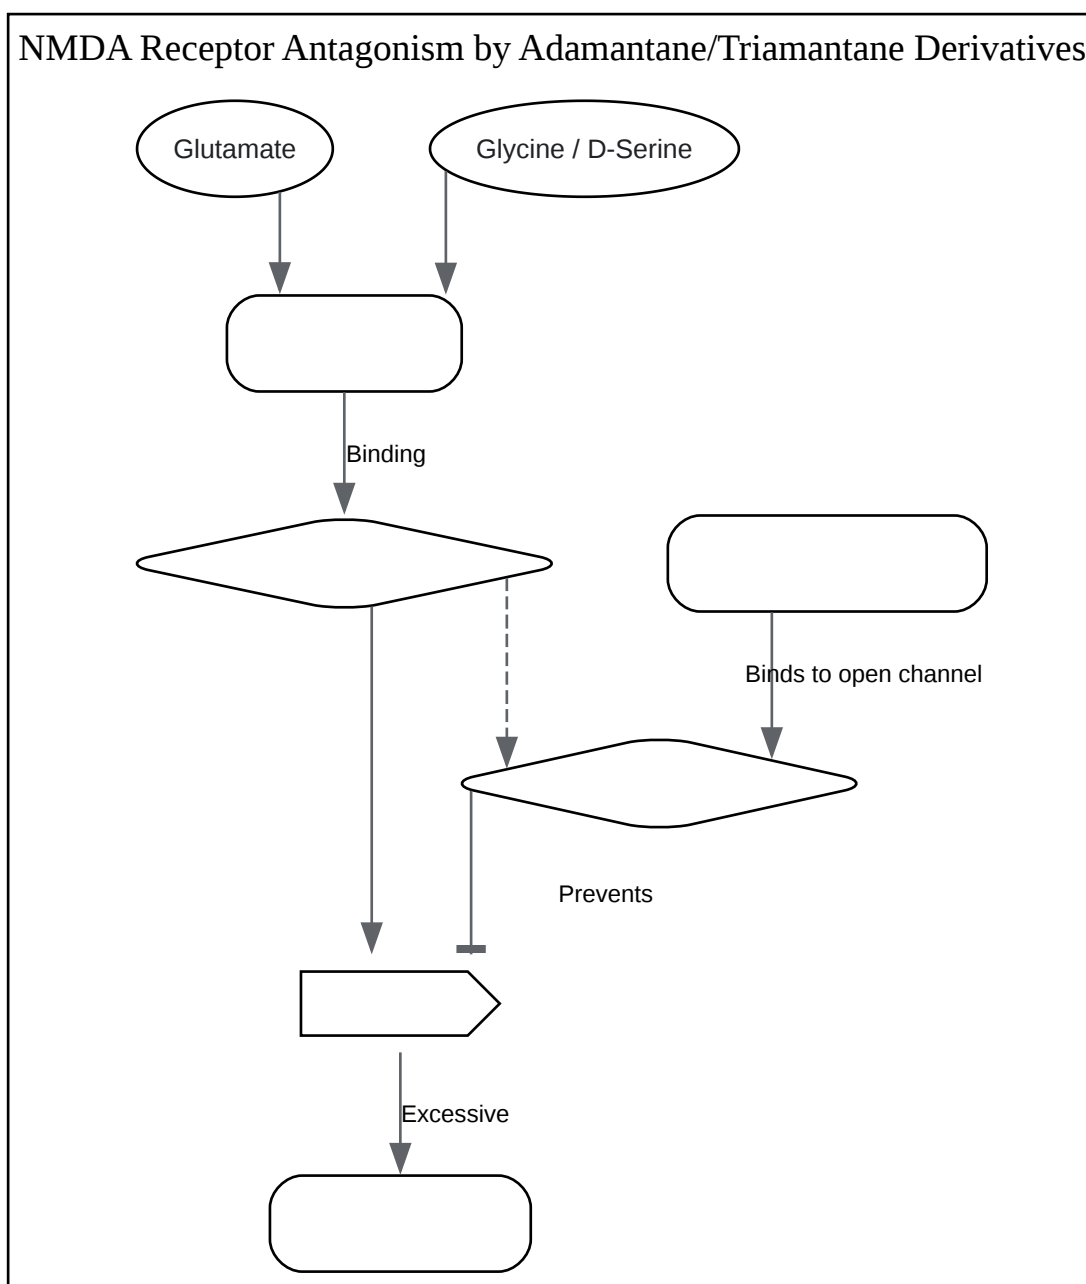 NMDA Receptor Antagonism by Adamantane/Triamantane Derivatives
Glutamate
Glycine / D-Serine
Binding
Binds to open channel
Prevents
Excessive